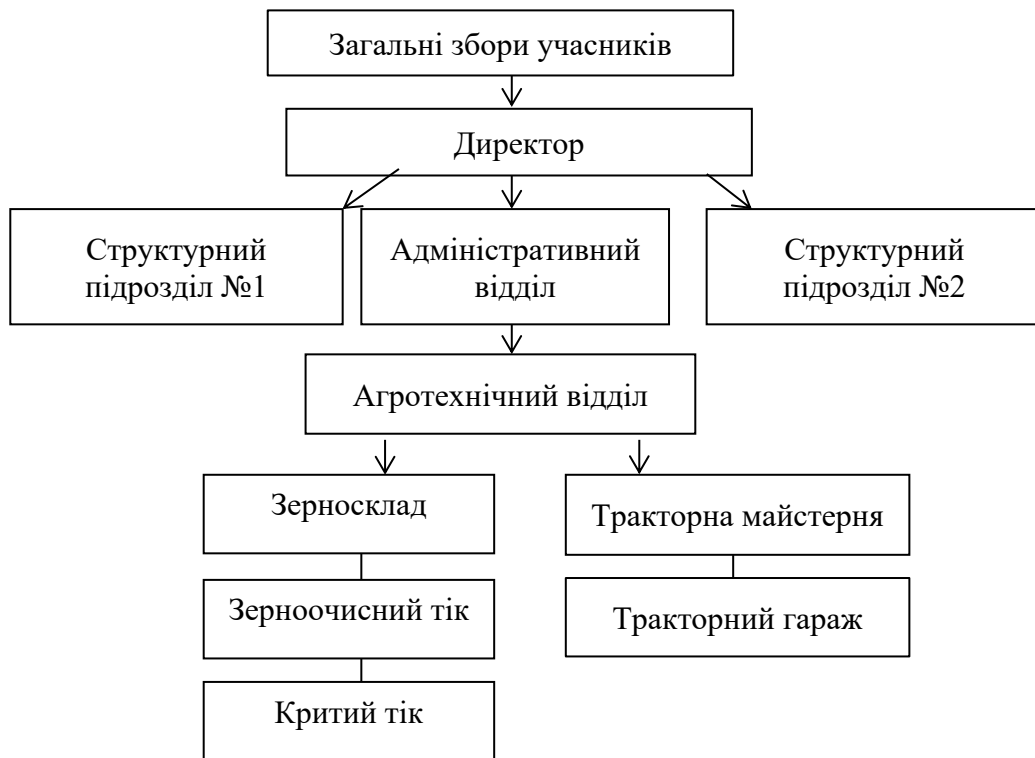 Загальні збори учасників
Директор
Структурний
підрозділ №1
Адміністративний
відділ
Структурний
підрозділ №2
Агротехнічний відділ
Зерносклад
Тракторна майстерня
Зерноочисний тік
Тракторний гараж
Критий тік